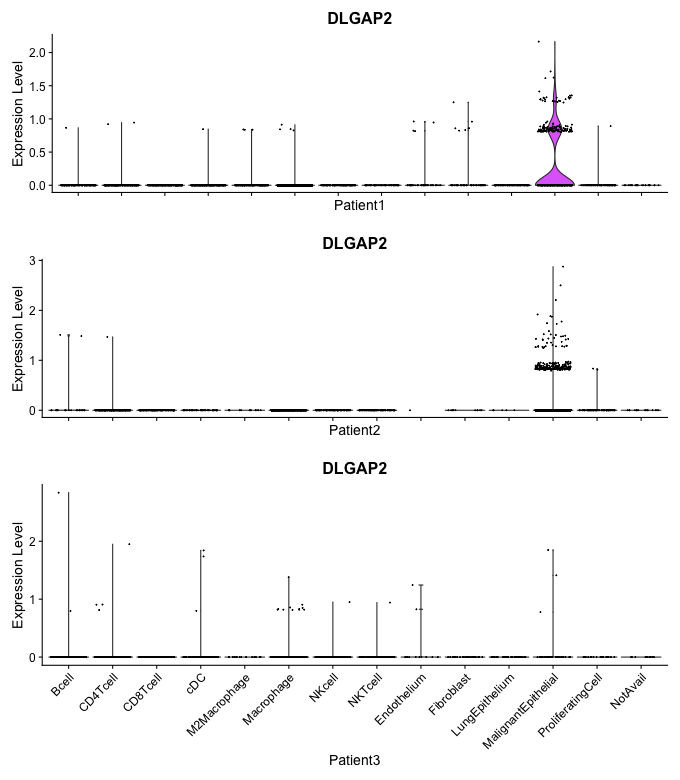 DLGAP2
Expression Level
2.0
1.5
1.0
0.5
0.0
Patient1
DLGAP2
Expression Level
3
2
1
0
Patient2
DLGAP2
Expression Level
2
1
0
Bcell
CD4Tcell
CD8Tcell
cDC
M2Macrophage
Macrophage
NKcell
NKTcell
Endothelium
Fibroblast
LungEpithelium
MalignantEpithelial
ProliferatingCell
NotAvail
Patient3